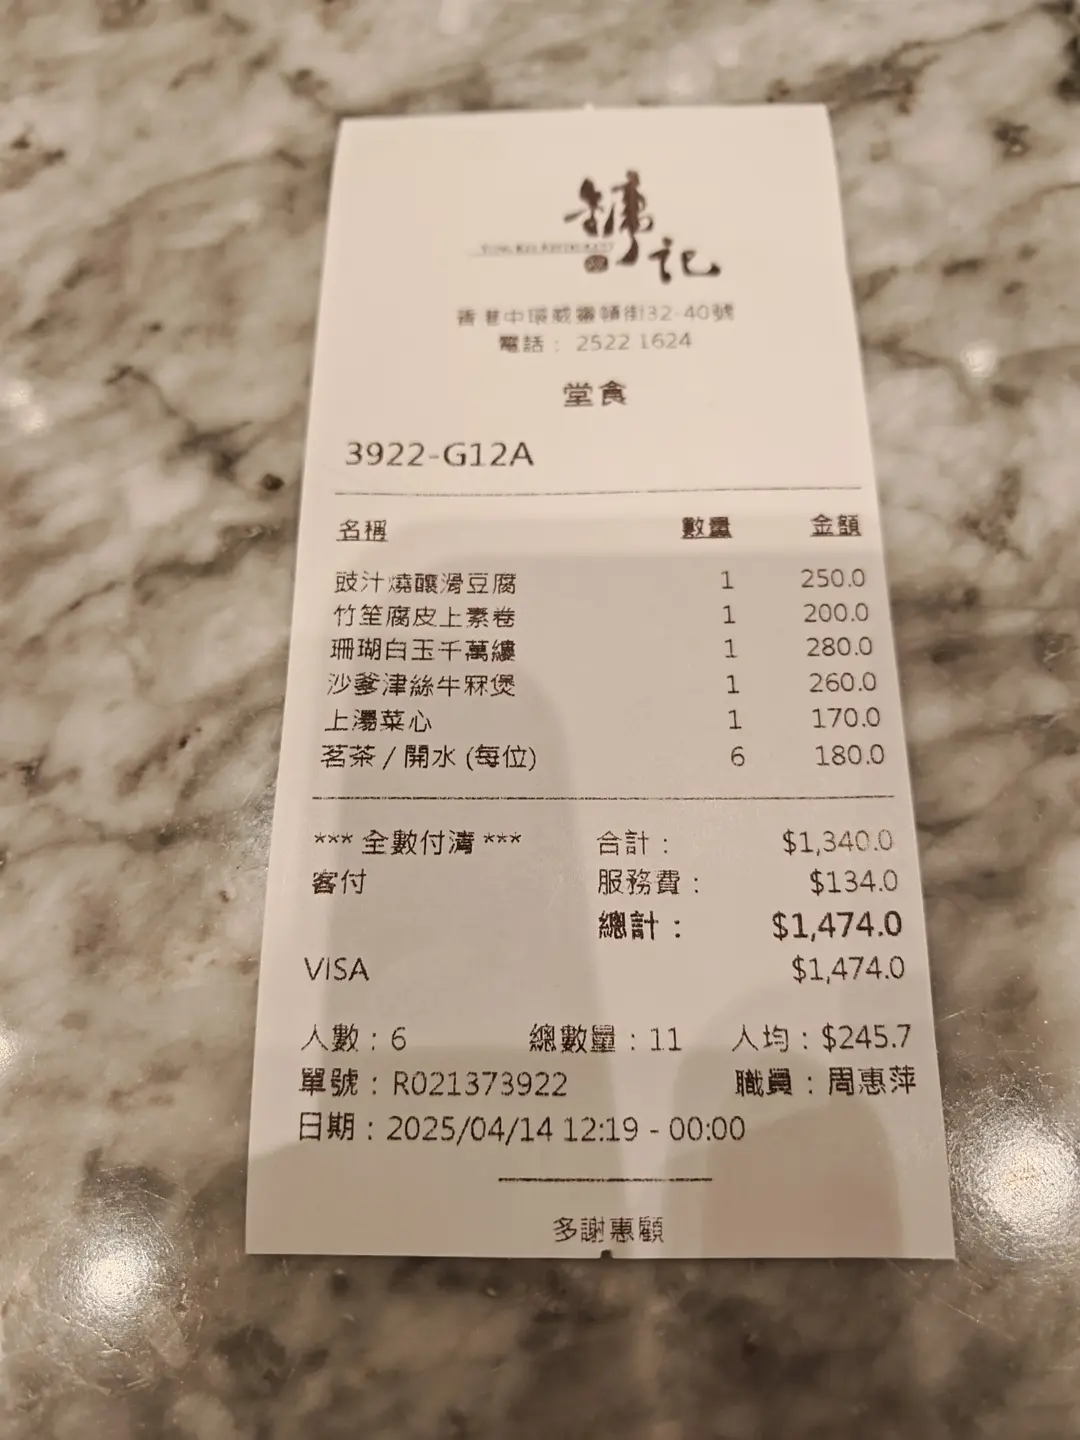 鏞記
YUNG KEE RESTAURANT
香港中環威靈頓街32-40號
電話： 2522 1624
堂食
3922-G12A
名稱 數量 金額
豉汁燒釀滑豆腐 1 250.0
竹笙腐皮上素卷 1 200.0
珊瑚白玉千萬縷 1 280.0
沙爹津絲牛冧煲 1 260.0
上湯菜心 1 170.0
茗茶 / 開水 (每位) 6 180.0
*** 全數付清 *** 合計： $1,340.0
客付 服務費： $134.0
總計： $1,474.0
VISA $1,474.0
人數：6 總數量：11 人均：$245.7
單號：R021373922 職員：周惠萍
日期：2025/04/14 12:19 - 00:00
多謝惠顧